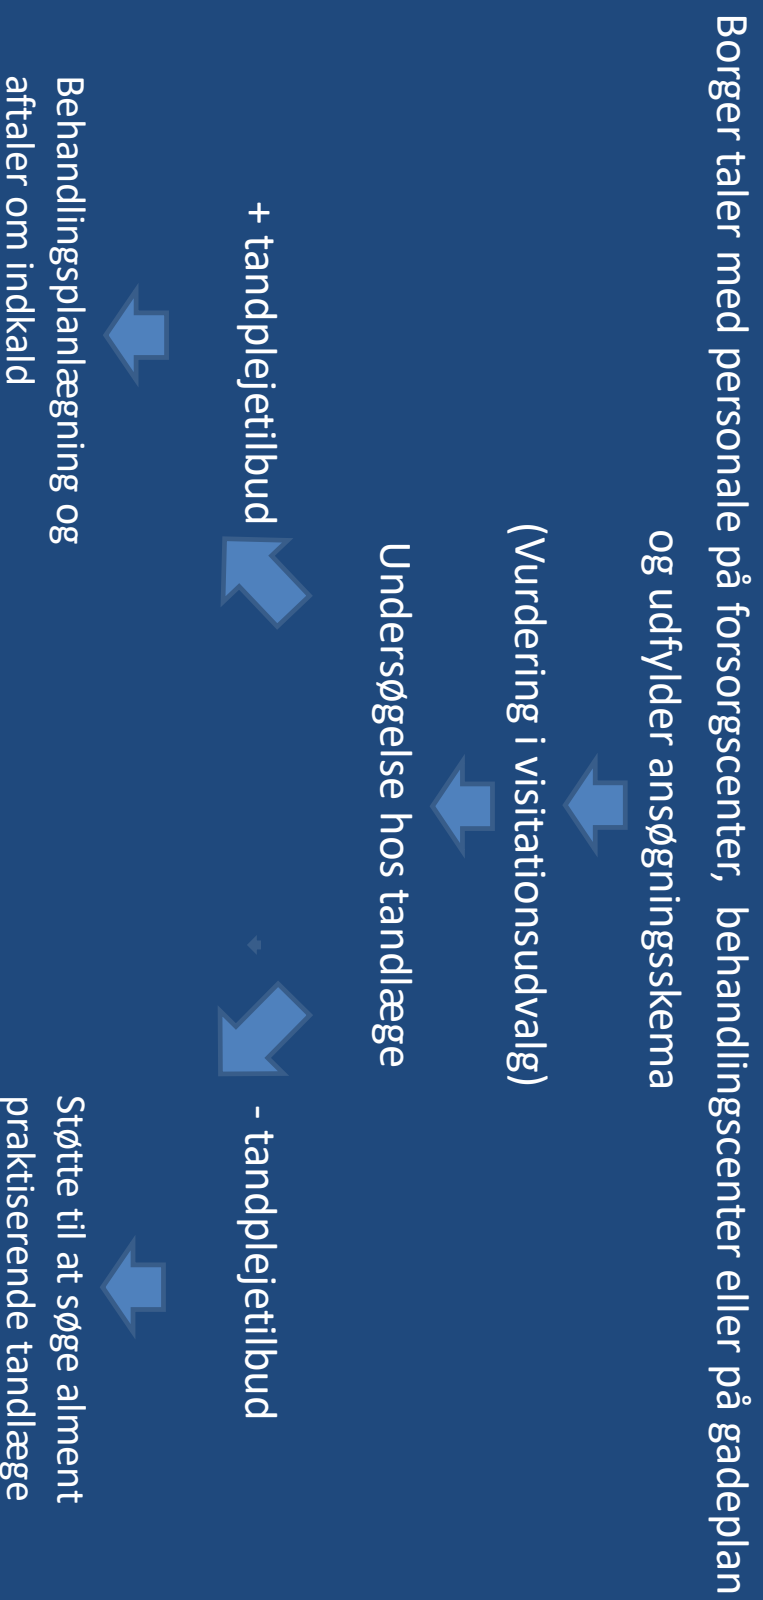 Borger taler med personale på forsorgscenter, behandlingscenter eller på gadeplan
og udfylder ansøgningsskema
(Vurdering i visitationsudvalg)
Undersøgelse hos tandlæge
+ tandplejetilbud
- tandplejetilbud
Behandlingsplanlægning og
aftaler om indkald
Støtte til at søge alment
praktiserende tandlæge